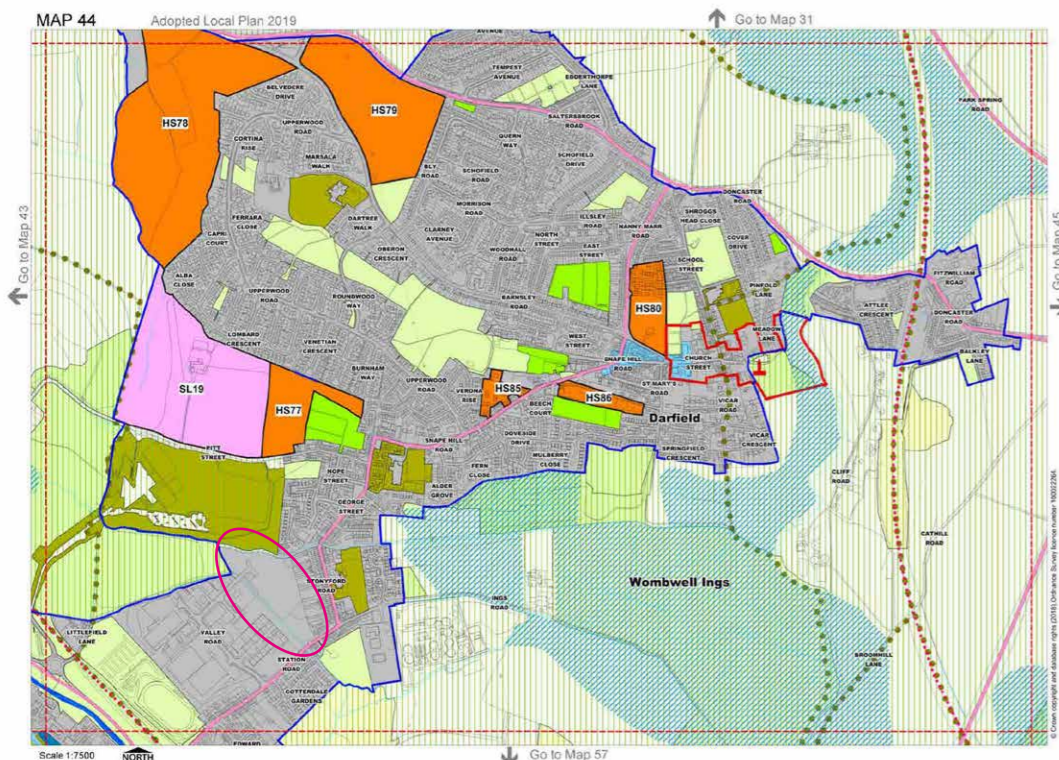 MAP 44
Adopted Local Plan 2019
Go to Map 31
AVENUE
TEMPEST
AVENUE
EDDERTHORPE
LANE
BELVEDERE
DRIVE
HS79
HS78
UPPERWOOD
ROAD
SALTERSBROOK
ROAD
PARK SPRING
ROAD
CORTINA
RISE
QUERN
WAY
MARSALA
WALK
SCHOFIELD
DRIVE
BLY
ROAD
SCHOFIELD
ROAD
DONCASTER
ROAD
MORRISON
ROAD
ILLSLEY
ROAD
SHROGGS
HEAD CLOSE
FERRARA
CLOSE
DARTREE
WALK
NANNY MARR
ROAD
Go to Map 43
CAPRI
COURT
CLARNEY
AVENUE
NORTH
STREET
EAST
STREET
COVER
DRIVE
Go to Map 45
OBERON
CRESCENT
WOODHALL
ROAD
SCHOOL
STREET
ALBA
CLOSE
FITZWILLIAM
ROAD
UPPERWOOD
ROAD
ROUNDWOOD
WAY
BARNSLEY
ROAD
PINFOLD
LANE
HS80
ATTLEE
CRESCENT
DONCASTER
ROAD
LOMBARD
CRESCENT
VENETIAN
CRESCENT
WEST
STREET
MEADOW
LANE
BALKLEY
LANE
SNAPE HILL
ROAD
CHURCH
STREET
BURNHAM
WAY
UPPERWOOD
ROAD
VERONA
RISE
HS85
ST MARY'S
ROAD
SL19
HS77
BEECH
COURT
HS86
VICAR
ROAD
Darfield
SNAPE HILL
ROAD
DOVESIDE
DRIVE
VICAR
CRESCENT
PITT
STREET
HOPE
STREET
FERN
CLOSE
MULBERRY
CLOSE
SPRINGFIELD
CRESCENT
CLIFF
ROAD
ALDER
GROVE
GEORGE
STREET
CATHILL
ROAD
STONYFORD
ROAD
Wombwell Ings
INGS
ROAD
LITTLEFIELD
LANE
VALLEY
ROAD
STATION
ROAD
BROOMHILL
LANE
COTTENDALE
GARDENS
EDWARD
Scale 1:7500
NORTH
Go to Map 57